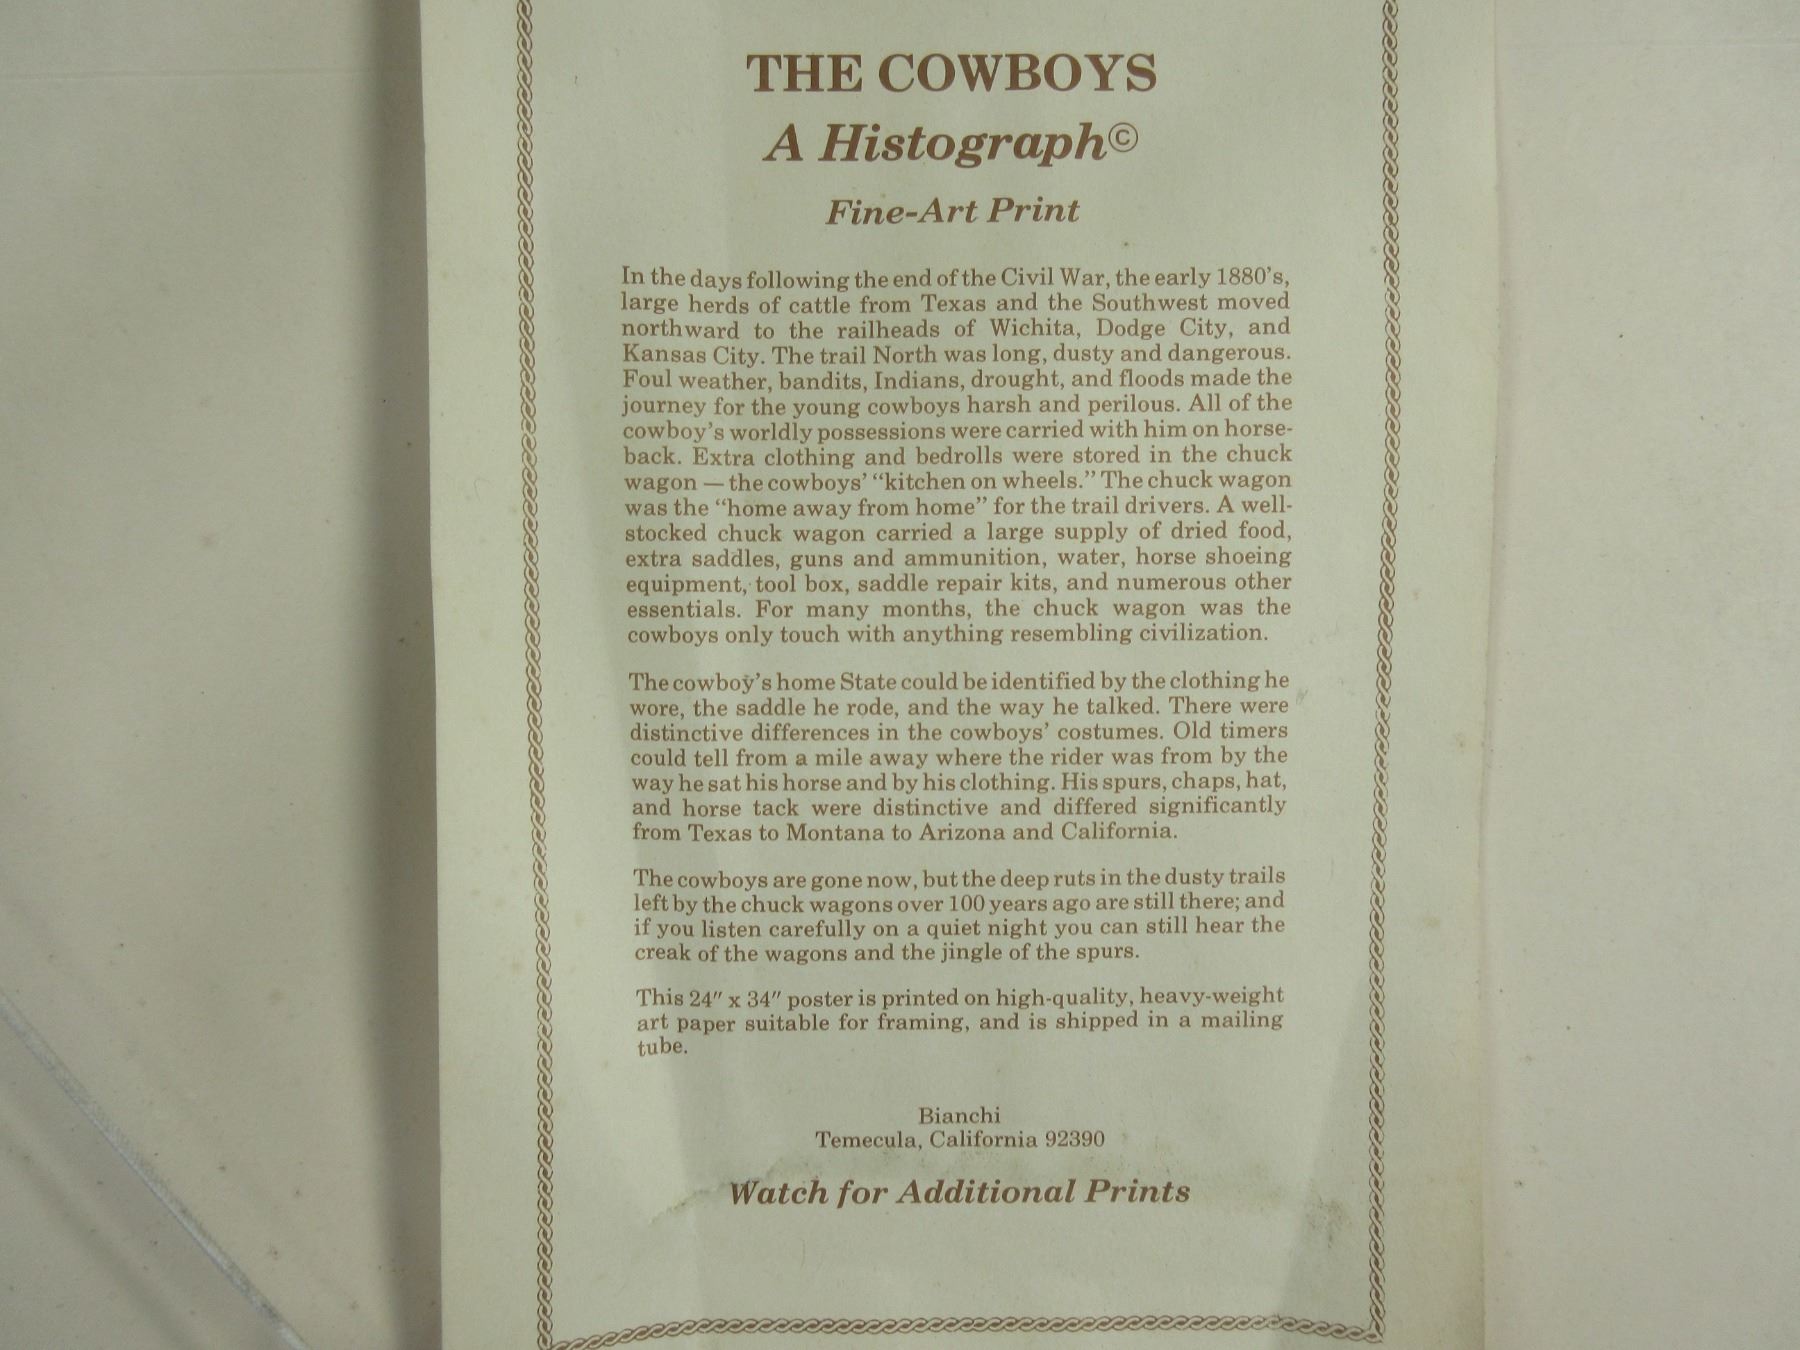 THE COWBOYS
A Histograph©
Fine-Art Print
In the days following the end of the Civil War, the early 1880's,
large herds of cattle from Texas and the Southwest moved
northward to the railheads of Wichita, Dodge City, and
Kansas City. The trail North was long, dusty and dangerous.
Foul weather, bandits, Indians, drought, and floods made the
journey for the young cowboys harsh and perilous. All of the
cowboy's worldly possessions were carried with him on horse-
back. Extra clothing and bedrolls were stored in the chuck
wagon — the cowboys' “kitchen on wheels.” The chuck wagon
was the “home away from home” for the trail drivers. A well-
stocked chuck wagon carried a large supply of dried food,
extra saddles, guns and ammunition, water, horse shoeing
equipment, tool box, saddle repair kits, and numerous other
essentials. For many months, the chuck wagon was the
cowboys only touch with anything resembling civilization.
The cowboy's home State could be identified by the clothing he
wore, the saddle he rode, and the way he talked. There were
distinctive differences in the cowboys' costumes. Old timers
could tell from a mile away where the rider was from by the
way he sat his horse and by his clothing. His spurs, chaps, hat,
and horse tack were distinctive and differed significantly
from Texas to Montana to Arizona and California.
The cowboys are gone now, but the deep ruts in the dusty trails
left by the chuck wagons over 100 years ago are still there; and
if you listen carefully on a quiet night you can still hear the
creak of the wagons and the jingle of the spurs.
This 24″ x 34″ poster is printed on high-quality, heavy-weight
art paper suitable for framing, and is shipped in a mailing
tube.
Bianchi
Temecula, California 92390
Watch for Additional Prints